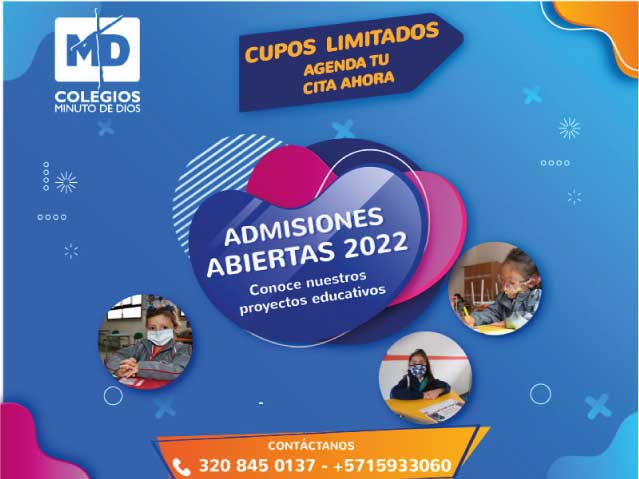 MD
COLEGIOS
MINUTO DE DIOS
CUPOS LIMITADOS
AGENDA TU
CITA AHORA
ADMISIONES
ABIERTAS 2022
Conoce nuestros
proyectos educativos
CONTÁCTANOS
320 845 0137 - +5715933060